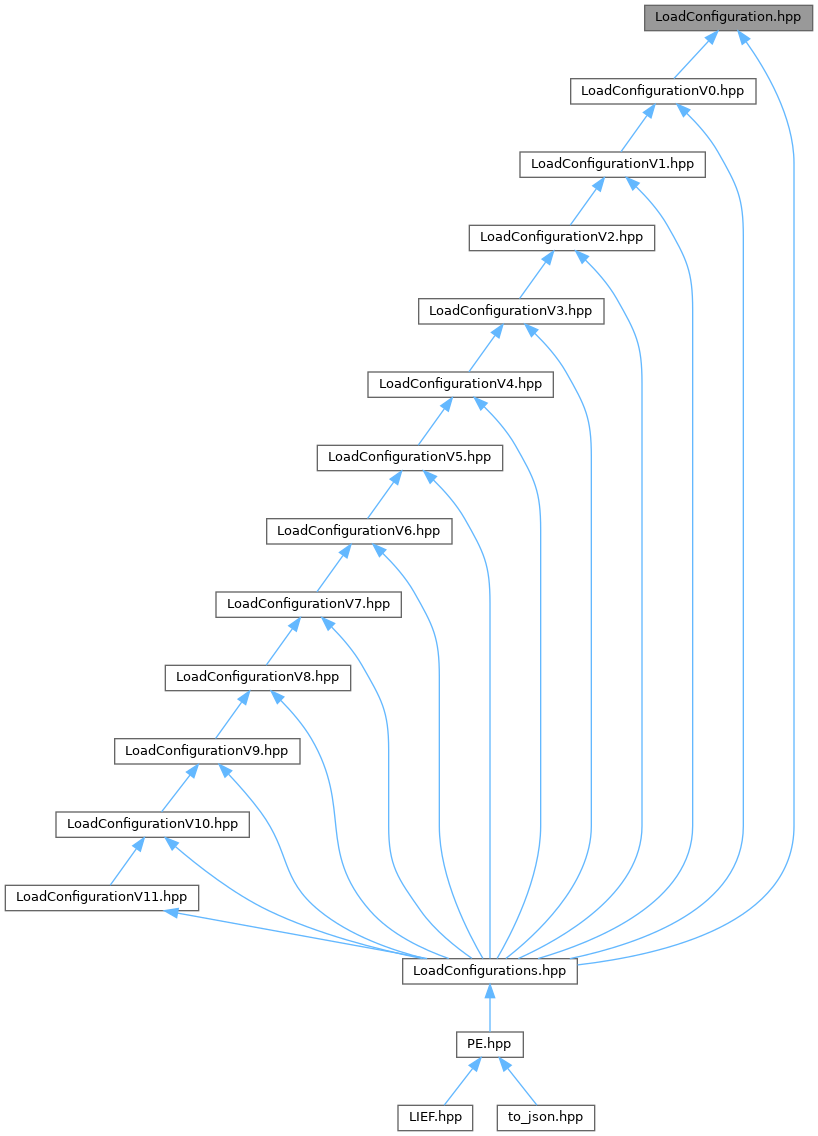 LoadConfiguration.hpp
LoadConfigurationV0.hpp
LoadConfigurationV1.hpp
LoadConfigurationV2.hpp
LoadConfigurationV3.hpp
LoadConfigurationV4.hpp
LoadConfigurationV5.hpp
LoadConfigurationV6.hpp
LoadConfigurationV7.hpp
LoadConfigurationV8.hpp
LoadConfigurationV9.hpp
LoadConfigurationV10.hpp
LoadConfigurationV11.hpp
LoadConfigurations.hpp
PE.hpp
LIEF.hpp
to_json.hpp